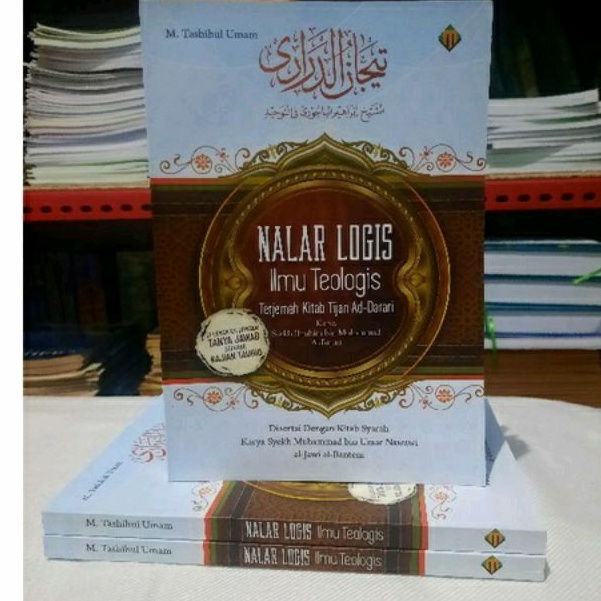 M. Tashihul Umam
تيجان الدراري
NALAR LOGIS
Ilmu Teologis
Terjemah Kitab Tijan Ad-Darari
Karya
TANYA JAWAB
KAJIAN TAUHID
Disertai Dengan Kitab Syarah
Karya Syekh Muhammad bin Umar Nawawi
al-Jawi al-Banteni
M. Tashihul Umam NALAR LOGIS Ilmu Teologis
M. Tashihul Umam NALAR LOGIS Ilmu Teologis